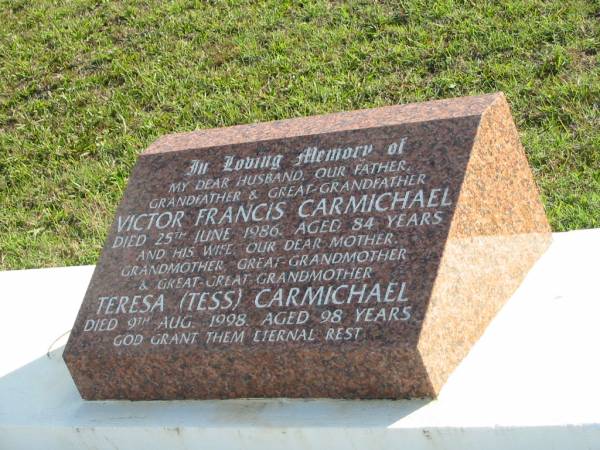 In Loving Memory of
MY DEAR HUSBAND, OUR FATHER,
GRANDFATHER & GREAT-GRANDFATHER
VICTOR FRANCIS CARMICHAEL
DIED 25TH JUNE 1986. AGED 84 YEARS
AND HIS WIFE, OUR DEAR MOTHER,
GRANDMOTHER, GREAT-GRANDMOTHER
& GREAT-GREAT-GRANDMOTHER
TERESA (TESS) CARMICHAEL
DIED 9TH AUG. 1998. AGED 98 YEARS
GOD GRANT THEM ETERNAL REST